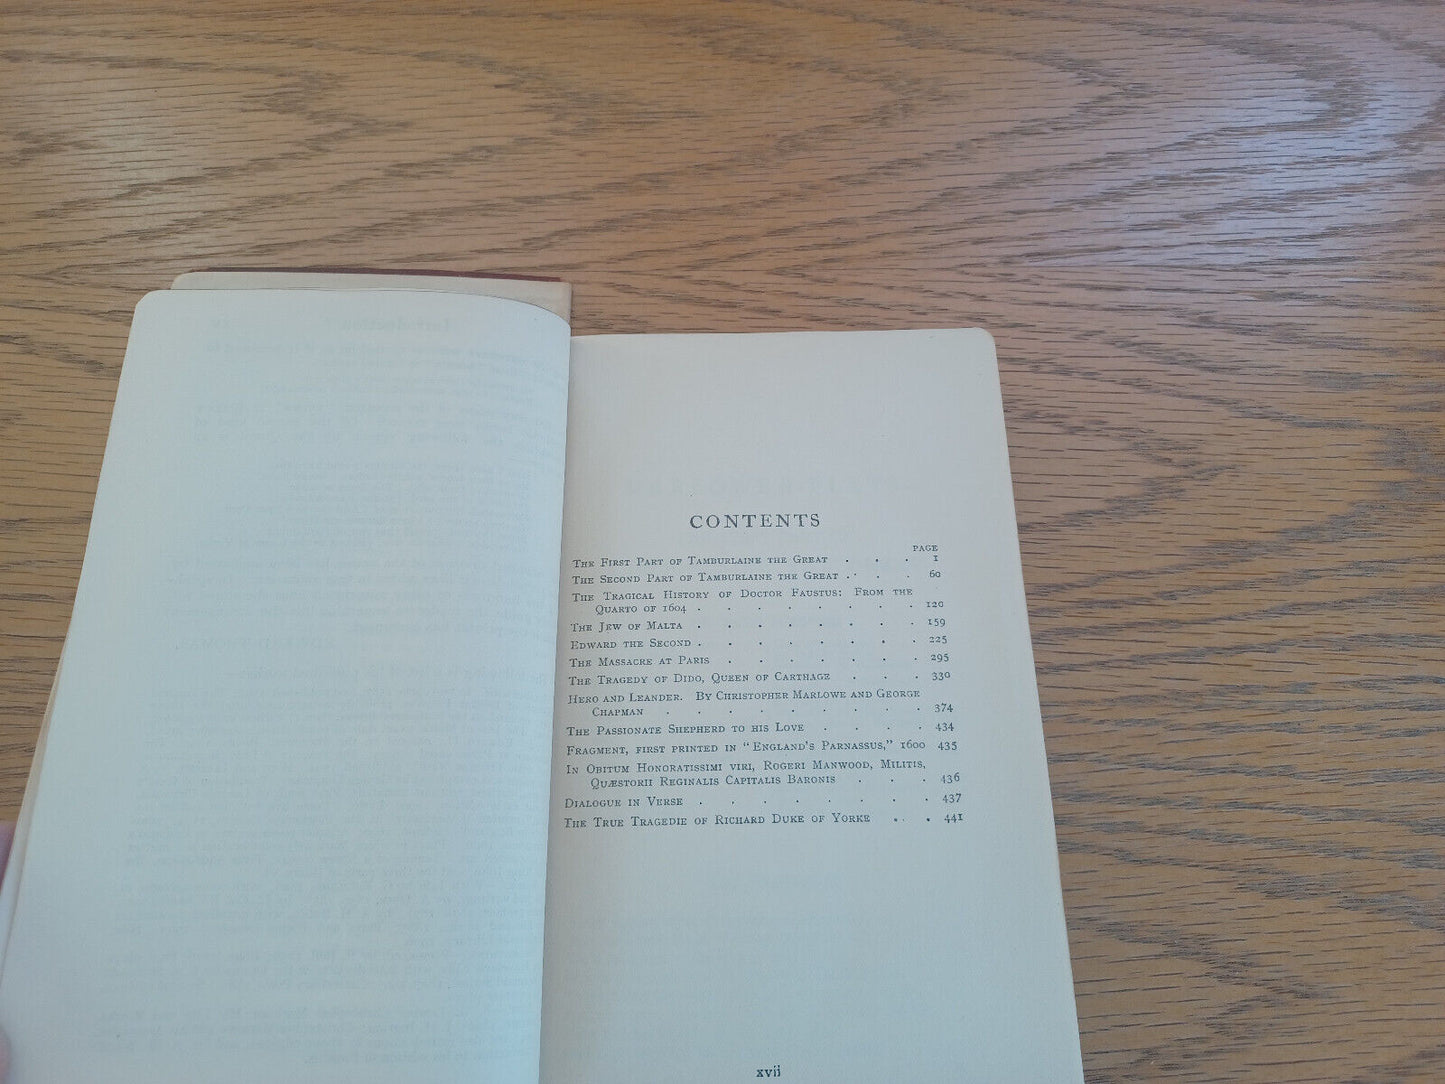 CONTENTS
PAGE
The First Part of Tamburlaine the Great . . . 1
The Second Part of Tamburlaine the Great . . . 60
The Tragical History of Doctor Faustus: From the
Quarto of 1604 . . . . . . . . 120
The Jew of Malta . . . . . . . . 159
Edward the Second . . . . . . . . 225
The Massacre at Paris . . . . . . . 295
The Tragedy of Dido, Queen of Carthage . . . 330
Hero and Leander. By Christopher Marlowe and George
Chapman . . . . . . . . . 374
The Passionate Shepherd to his Love . . . . 434
Fragment, first printed in "England's Parnassus," 1600 435
In Obitum Honoratissimi viri, Rogeri Manwood, Militis,
Quæstorii Reginalis Capitalis Baronis . . . 436
Dialogue in Verse . . . . . . . . 437
The True Tragedie of Richard Duke of Yorke . . 441
xvii